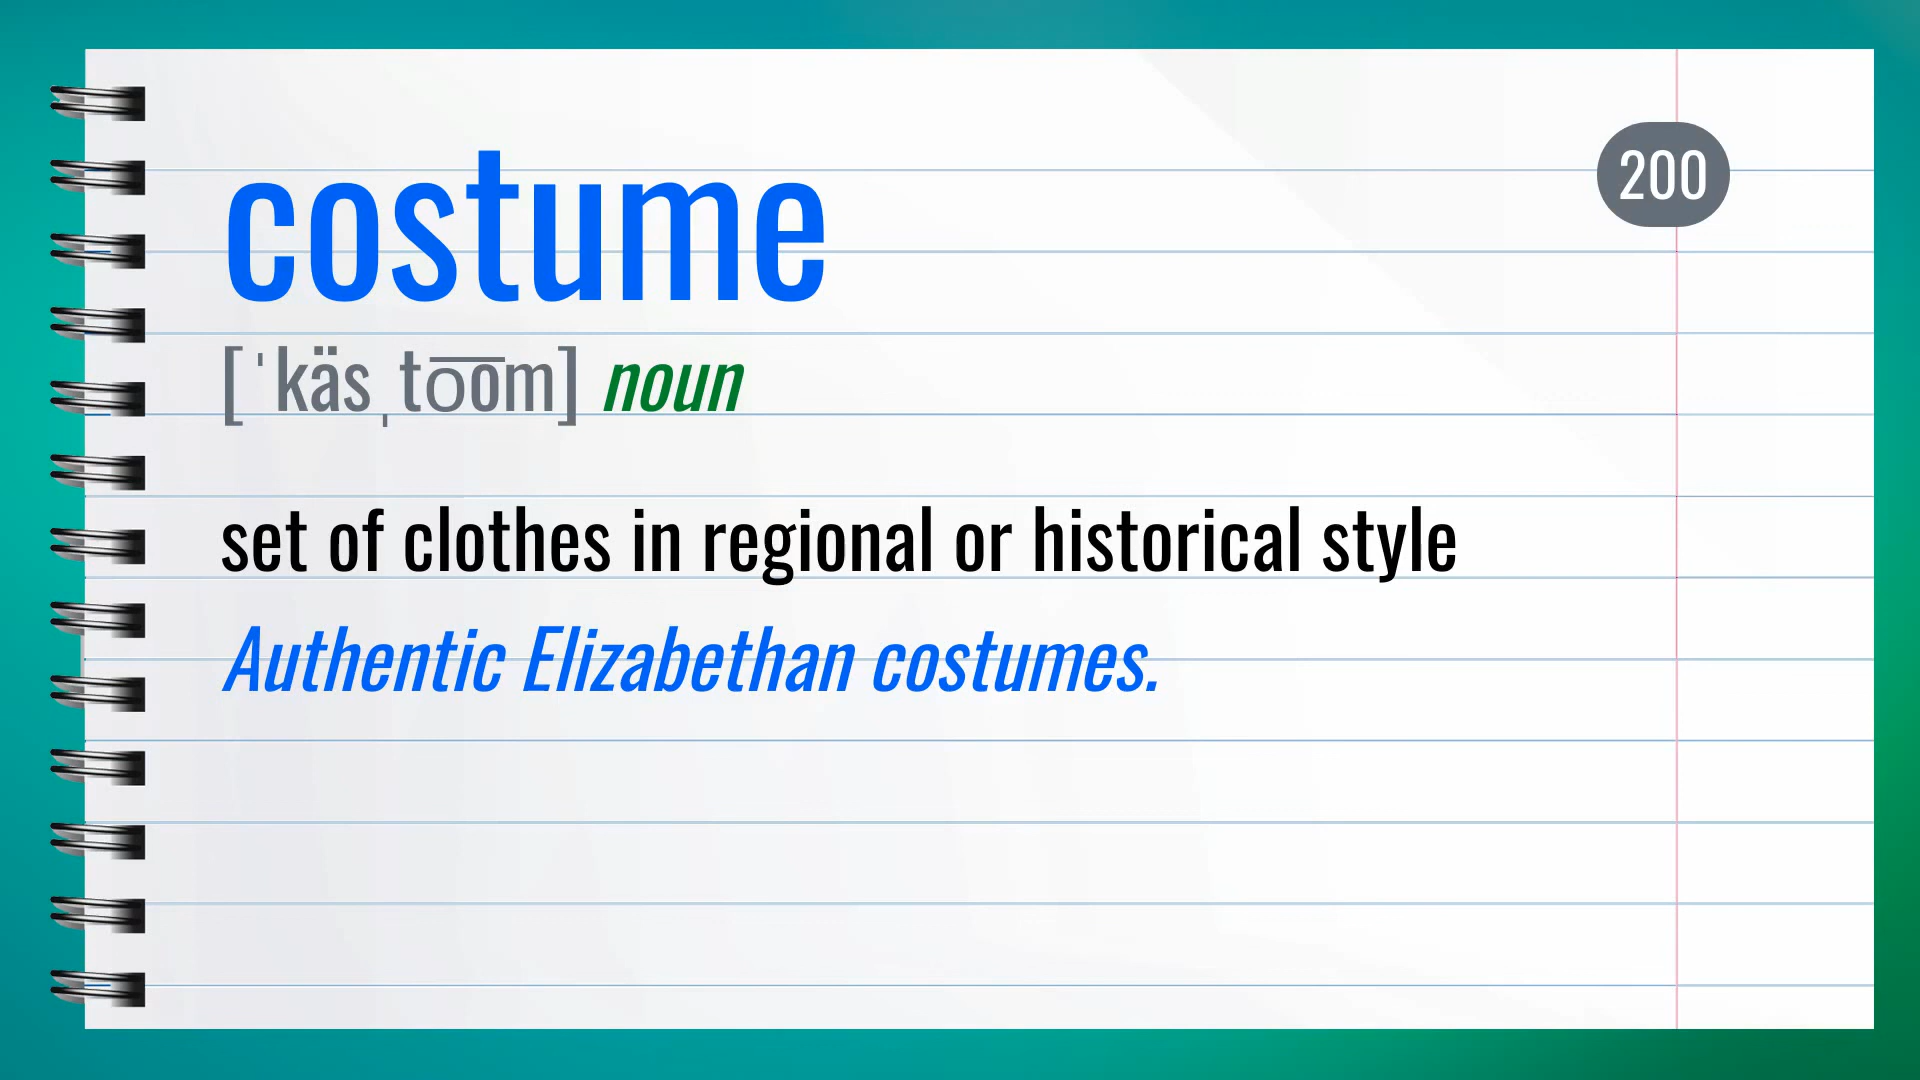 costume
200
[ˈkäsˌto͞om] noun
set of clothes in regional or historical style
Authentic Elizabethan costumes.